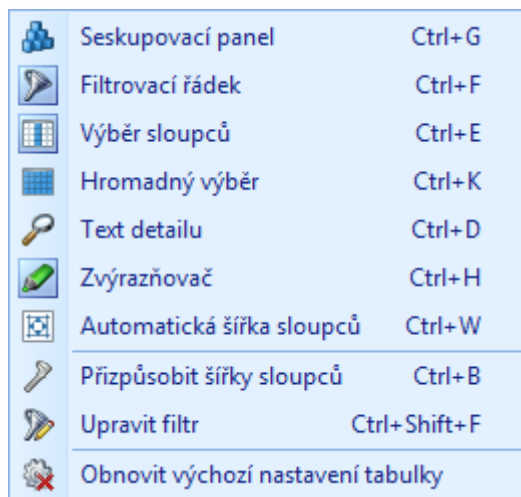 Seskupovací panel Ctrl+G
Filtrovací řádek Ctrl+F
Výběr sloupců Ctrl+E
Hromadný výběr Ctrl+K
Text detailu Ctrl+D
Zvýrazňovač Ctrl+H
Automatická šířka sloupců Ctrl+W
Přizpůsobit šířky sloupců Ctrl+B
Upravit filtr Ctrl+Shift+F
Obnovit výchozí nastavení tabulky